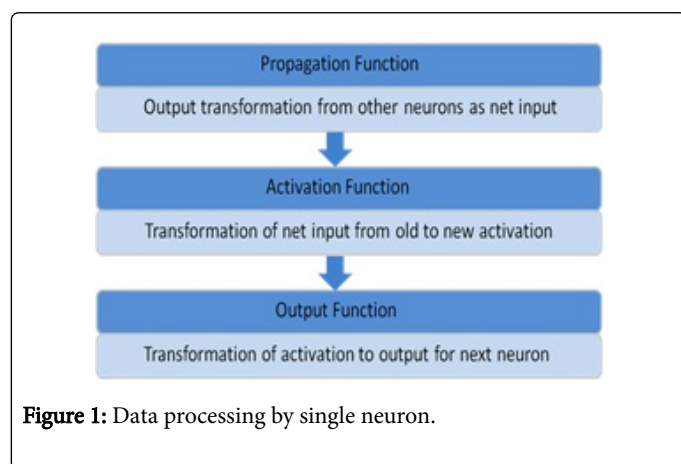 Propagation Function
Output transformation from other neurons as net input
Activation Function
Transformation of net input from old to new activation
Output Function
Transformation of activation to output for next neuron
Figure 1: Data processing by single neuron.